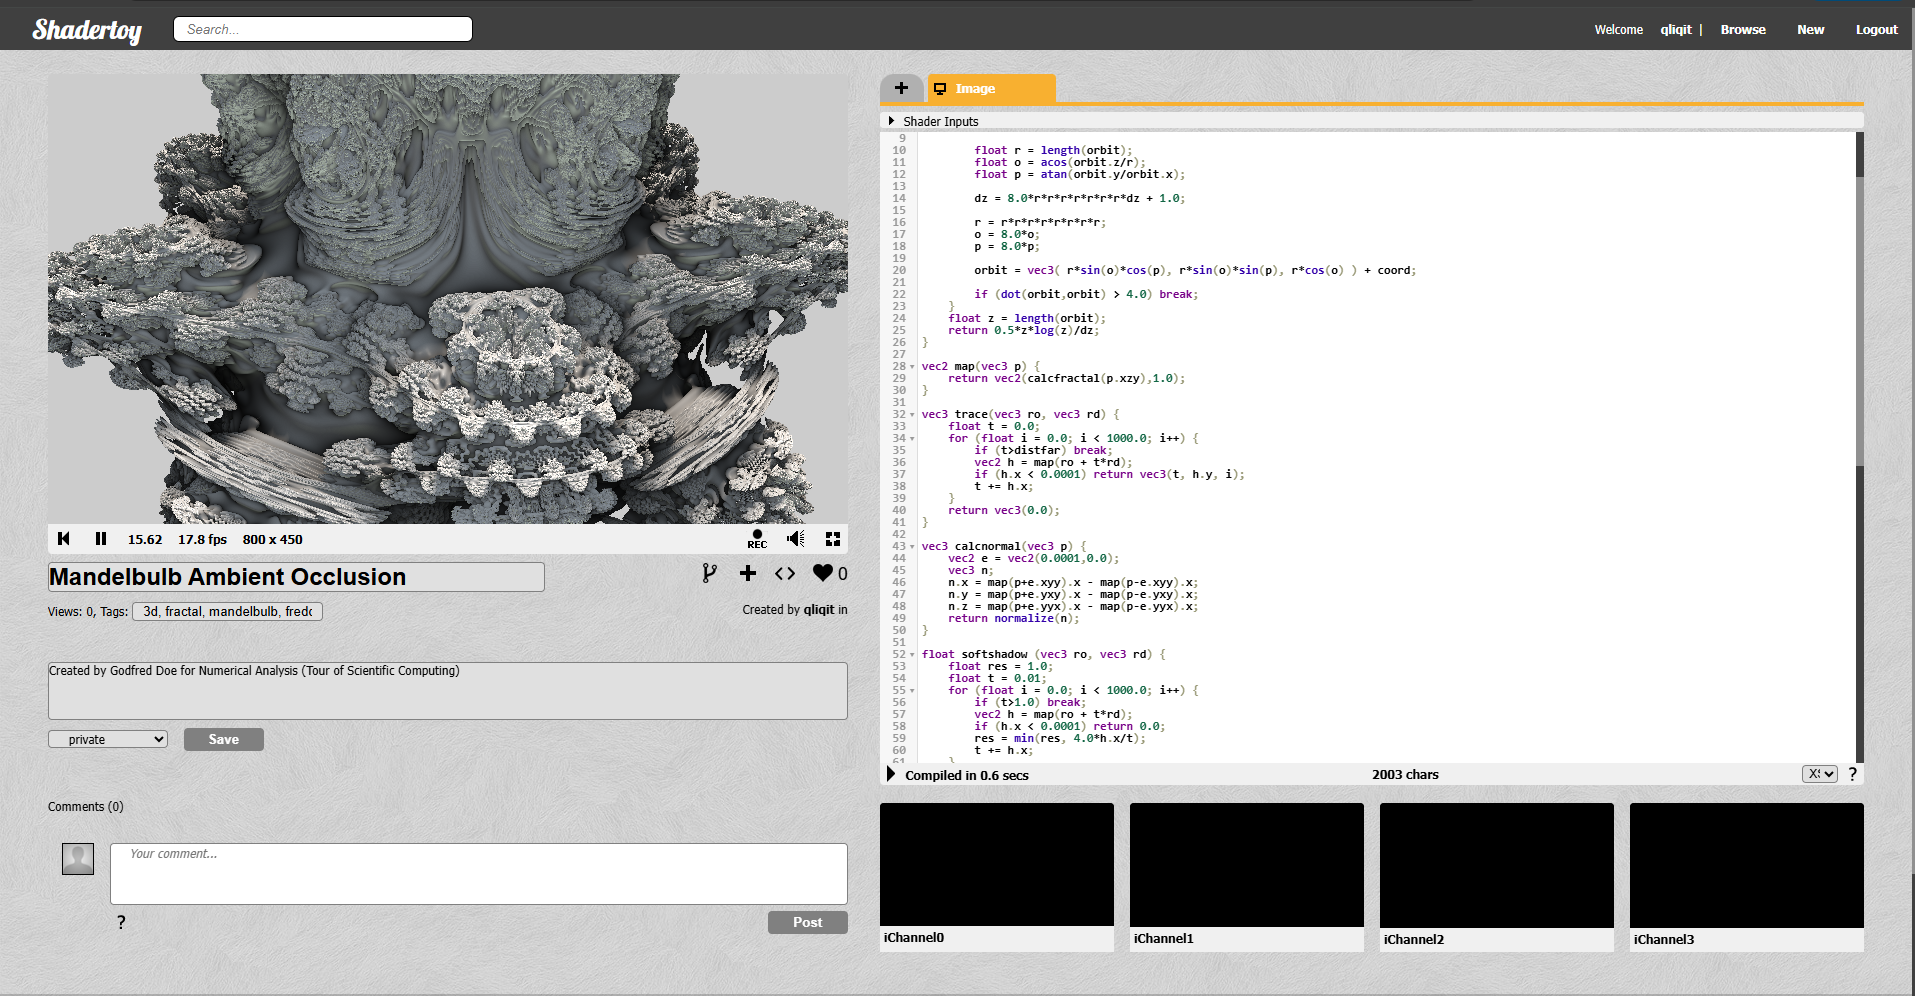 Shadertoy
Search...
Welcome qliqit | Browse New Logout
15.62 17.8 fps 800 x 450
REC
Mandelbulb Ambient Occlusion
0
Views: 0, Tags: 3d, fractal, mandelbulb, fredo
Created by qliqit in
Created by Godfred Doe for Numerical Analysis (Tour of Scientific Computing)
private
Save
Comments (0)
Your comment...
?
Post
+ Image
Shader Inputs
9
10 float r = length(orbit);
11 float o = acos(orbit.z/r);
12 float p = atan(orbit.y/orbit.x);
13
14 dz = 8.0*r*r*r*r*r*r*r*dz + 1.0;
15
16 r = r*r*r*r*r*r*r*r;
17 o = 8.0*o;
18 p = 8.0*p;
19
20 orbit = vec3( r*sin(o)*cos(p), r*sin(o)*sin(p), r*cos(o) ) + coord;
21
22 if (dot(orbit,orbit) > 4.0) break;
23 }
24 float z = length(orbit);
25 return 0.5*z*log(z)/dz;
26 }
27
28 vec2 map(vec3 p) {
29 return vec2(calcfractal(p.xzy),1.0);
30 }
31
32 vec3 trace(vec3 ro, vec3 rd) {
33 float t = 0.0;
34 for (float i = 0.0; i < 1000.0; i++) {
35 if (t>distfar) break;
36 vec2 h = map(ro + t*rd);
37 if (h.x < 0.0001) return vec3(t, h.y, i);
38 t += h.x;
39 }
40 return vec3(0.0);
41 }
42
43 vec3 calcnormal(vec3 p) {
44 vec2 e = vec2(0.0001,0.0);
45 vec3 n;
46 n.x = map(p+e.xyy).x - map(p-e.xyy).x;
47 n.y = map(p+e.yxy).x - map(p-e.yxy).x;
48 n.z = map(p+e.yyx).x - map(p-e.yyx).x;
49 return normalize(n);
50 }
51
52 float softshadow (vec3 ro, vec3 rd) {
53 float res = 1.0;
54 float t = 0.01;
55 for (float i = 0.0; i < 1000.0; i++) {
56 if (t>1.0) break;
57 vec2 h = map(ro + t*rd);
58 if (h.x < 0.0001) return 0.0;
59 res = min(res, 4.0*h.x/t);
60 t += h.x;
61 }
Compiled in 0.6 secs 2003 chars ?
iChannel0 iChannel1 iChannel2 iChannel3